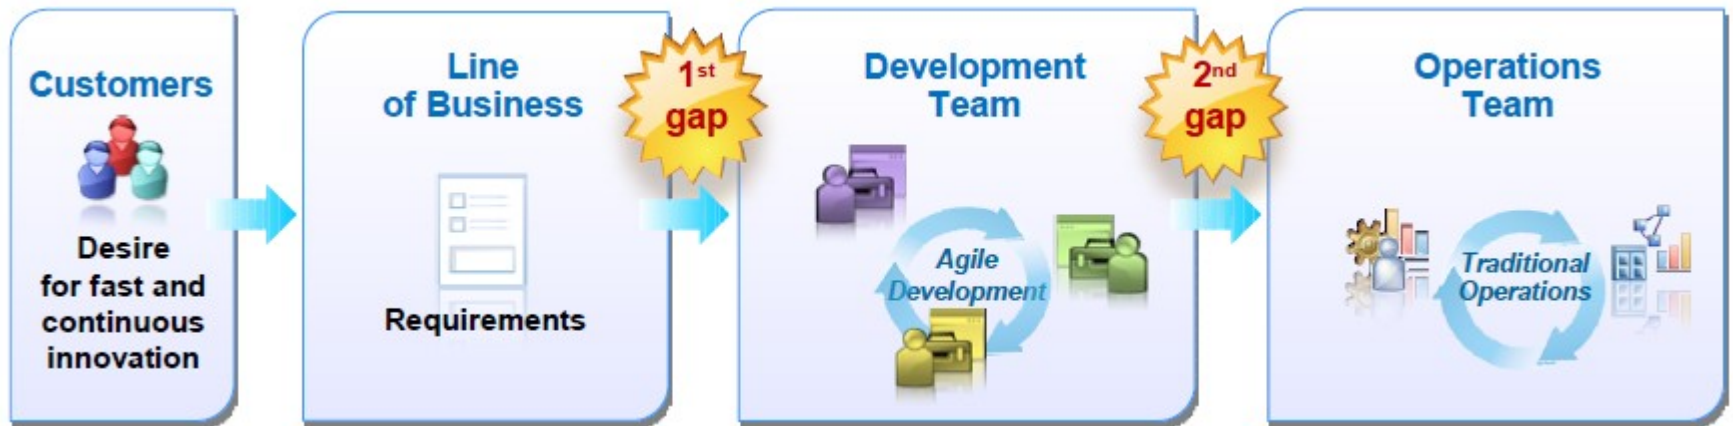 Customers
Desire
for fast and
continuous
innovation
Line
of Business
Requirements
1st
gap
Development
Team
Agile
Development
2nd
gap
Operations
Team
Traditional
Operations